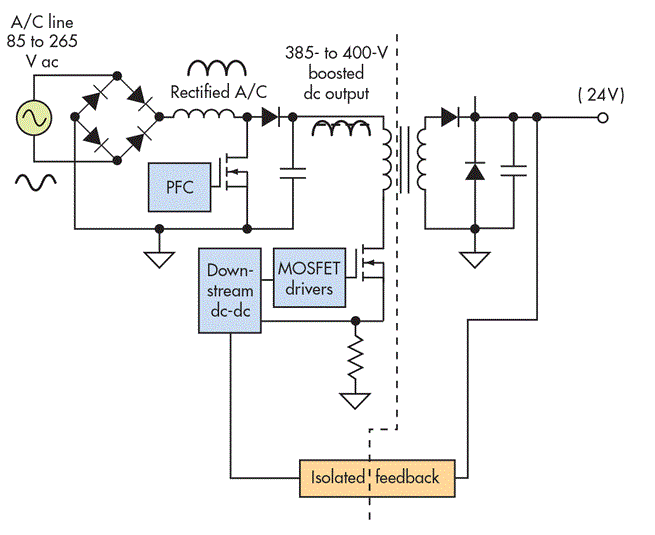 A/C line
85 to 265
V ac
Rectified A/C
385- to 400-V
boosted
dc output
(24V)
PFC
Down-
stream
dc-dc
MOSFET
drivers
Isolated feedback